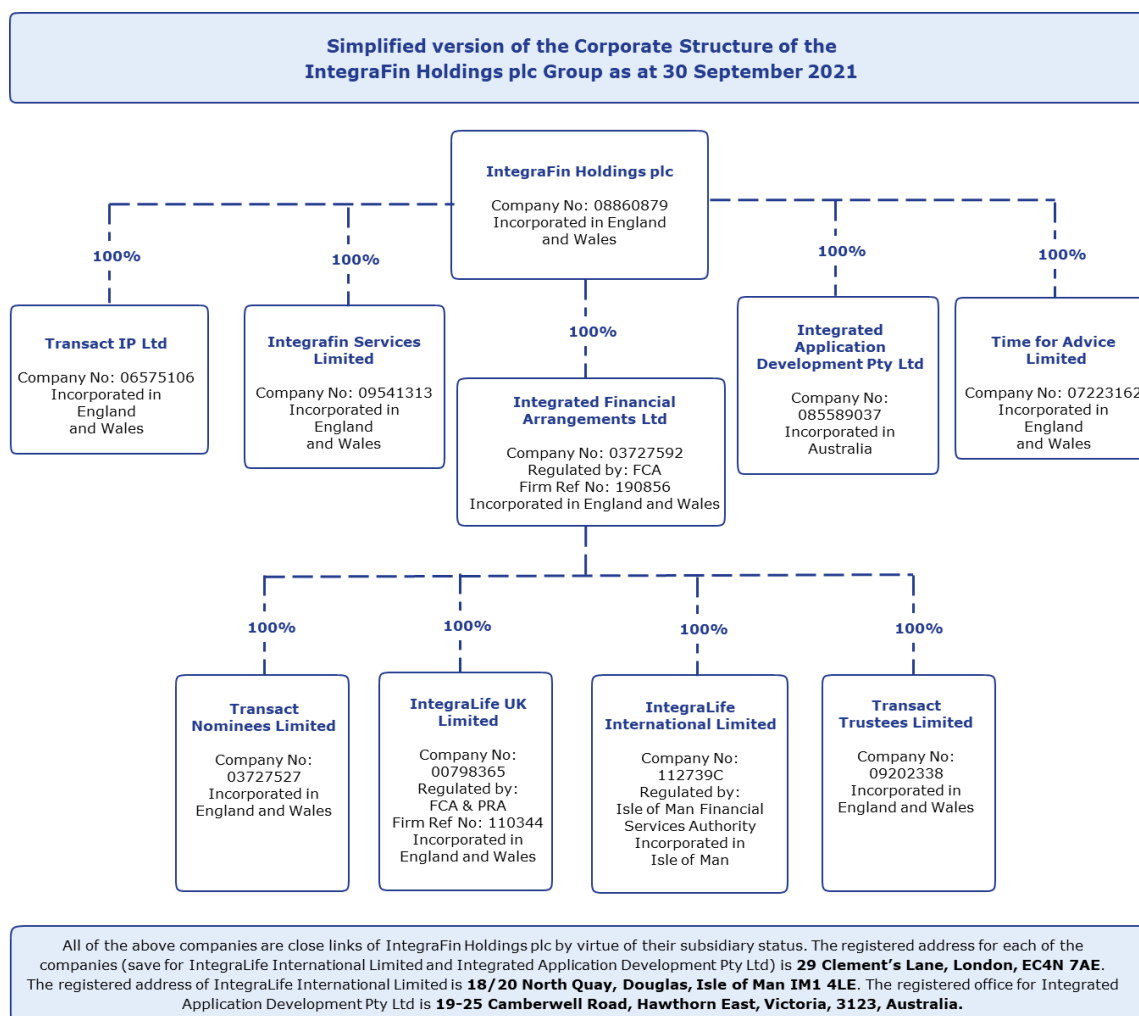 Simplified version of the Corporate Structure of the
IntegraFin Holdings plc Group as at 30 September 2021
IntegraFin Holdings plc
Company No: 08860879
Incorporated in England
and Wales
100%
100%
100%
100%
100%
Transact IP Ltd
Company No: 06575106
Incorporated in
England
and Wales
Integrafin Services
Limited
Company No: 09541313
Incorporated in
England
and Wales
Integrated Financial
Arrangements Ltd
Company No: 03727592
Regulated by: FCA
Firm Ref No: 190856
Incorporated in England and Wales
Integrated
Application
Development Pty Ltd
Company No:
085589037
Incorporated in
Australia
Time for Advice
Limited
Company No: 07223162
Incorporated in
England
and Wales
100%
100%
100%
100%
Transact
Nominees Limited
Company No:
03727527
Incorporated in
England and Wales
IntegraLife UK
Limited
Company No:
00798365
Regulated by:
FCA & PRA
Firm Ref No: 110344
Incorporated in
England and Wales
IntegraLife
International Limited
Company No:
112739C
Regulated by:
Isle of Man Financial
Services Authority
Incorporated in
Isle of Man
Transact
Trustees Limited
Company No:
09202338
Incorporated in
England and Wales
All of the above companies are close links of IntegraFin Holdings plc by virtue of their subsidiary status. The registered address for each of the
companies (save for IntegraLife International Limited and Integrated Application Development Pty Ltd) is 29 Clement's Lane, London, EC4N 7AE.
The registered address of IntegraLife International Limited is 18/20 North Quay, Douglas, Isle of Man IM1 4LE. The registered office for Integrated
Application Development Pty Ltd is 19-25 Camberwell Road, Hawthorn East, Victoria, 3123, Australia.